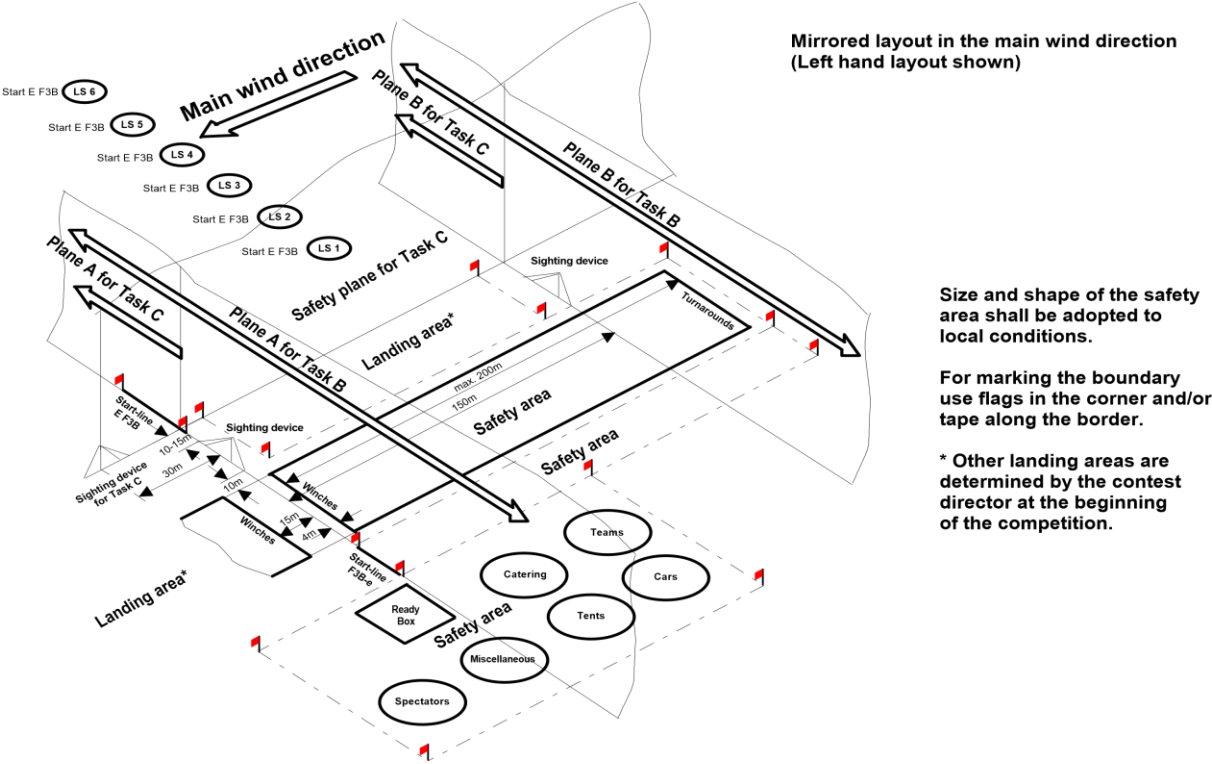 Mirrored layout in the main wind direction
(Left hand layout shown)
Main wind direction
Start E F3B LS 6
Start E F3B LS 5
Start E F3B LS 4
Start E F3B LS 3
Start E F3B LS 2
Start E F3B LS 1
Plane B for Task C
Plane B for Task B
Plane A for Task C
Plane A for Task B
Safety plane for Task C
Landing area*
Sighting device
Turnarounds
max. 200m
150m
Safety area
Safety area
Start-line
E F3B
10-15m
30m
Sighting device
Sighting device
for Task C
10m
Winches
Winches
15m
4m
Start-line
F3B-e
Landing area*
Ready
Box
Safety area
Teams
Catering
Cars
Tents
Miscellaneous
Spectators
Size and shape of the safety
area shall be adopted to
local conditions.
For marking the boundary
use flags in the corner and/or
tape along the border.
* Other landing areas are
determined by the contest
director at the beginning
of the competition.